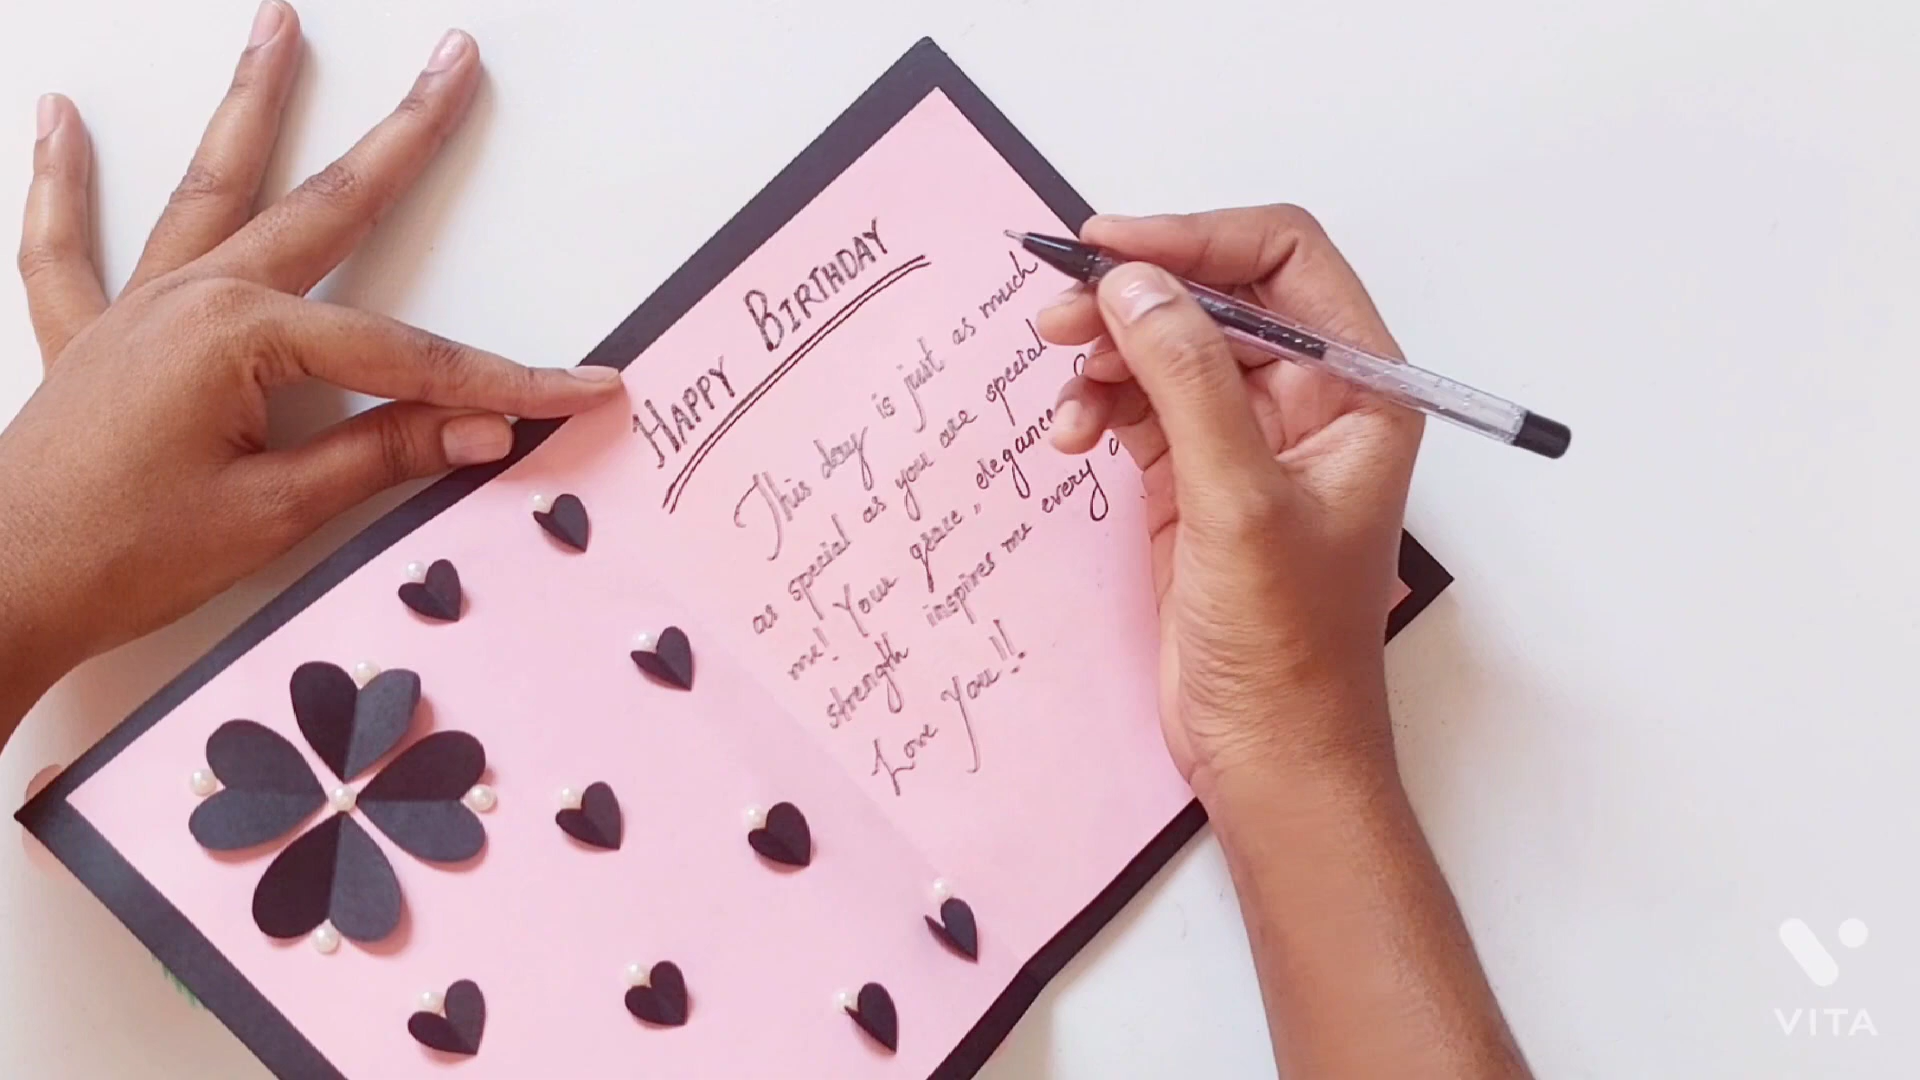 HAPPY BIRTHDAY
This day is just as much
as special as you are special
me! Your grace, elegance
strength inspires me every
Love You!!
VITA